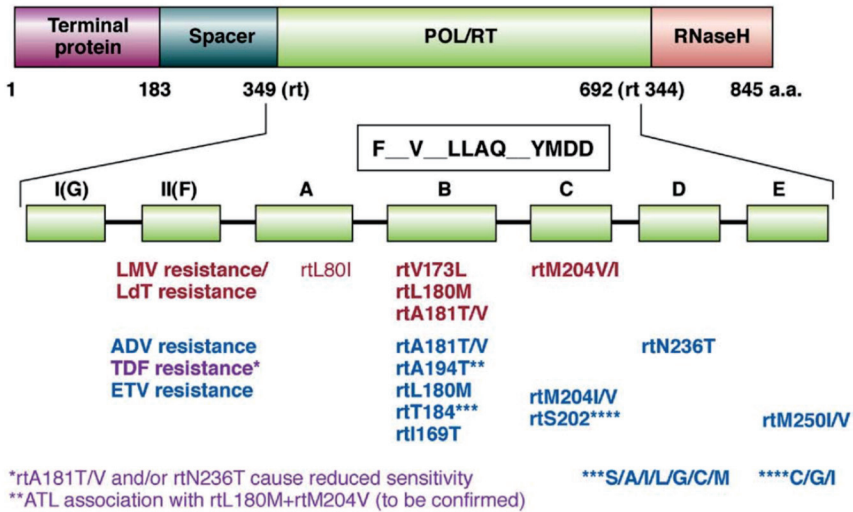 Terminal protein Spacer POL/RT RNaseH
1 183 349 (rt) 692 (rt 344) 845 a.a.
F__V__LLAQ__YMDD
I(G) II(F) A B C D E
LMV resistance/ rtL80I rtV173L rtM204V/I
LdT resistance rtL180M
rtA181T/V
ADV resistance rtA181T/V rtN236T
TDF resistance* rtA194T**
ETV resistance rtL180M rtM204I/V
rtT184*** rtS202**** rtM250I/V
rtI169T
*rtA181T/V and/or rtN236T cause reduced sensitivity ***S/A/I/L/G/C/M ****C/G/I
**ATL association with rtL180M+rtM204V (to be confirmed)